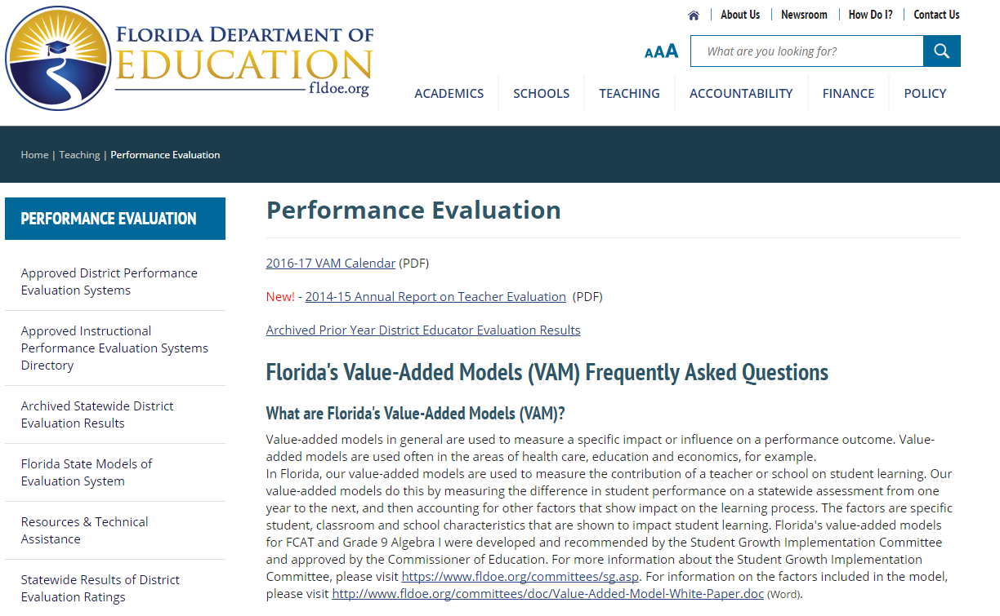 About Us
Newsroom
How Do I?
Contact Us
FLORIDA DEPARTMENT OF
EDUCATION
fldoe.org
AAA
What are you looking for?
ACADEMICS
SCHOOLS
TEACHING
ACCOUNTABILITY
FINANCE
POLICY
Home | Teaching | Performance Evaluation
PERFORMANCE EVALUATION
Approved District Performance
Evaluation Systems
Approved Instructional
Performance Evaluation Systems
Directory
Archived Statewide District
Evaluation Results
Florida State Models of
Evaluation System
Resources & Technical
Assistance
Statewide Results of District
Evaluation Ratings
Performance Evaluation
2016-17 VAM Calendar (PDF)
New! - 2014-15 Annual Report on Teacher Evaluation (PDF)
Archived Prior Year District Educator Evaluation Results
Florida's Value-Added Models (VAM) Frequently Asked Questions
What are Florida's Value-Added Models (VAM)?
Value-added models in general are used to measure a specific impact or influence on a performance outcome. Value-
added models are used often in the areas of health care, education and economics, for example.
In Florida, our value-added models are used to measure the contribution of a teacher or school on student learning. Our
value-added models do this by measuring the difference in student performance on a statewide assessment from one
year to the next, and then accounting for other factors that show impact on the learning process. The factors are specific
student, classroom and school characteristics that are shown to impact student learning. Florida's value-added models
for FCAT and Grade 9 Algebra I were developed and recommended by the Student Growth Implementation Committee
and approved by the Commissioner of Education. For more information about the Student Growth Implementation
Committee, please visit https://www.fldoe.org/committees/sg.asp. For information on the factors included in the model,
please visit http://www.fldoe.org/committees/doc/Value-Added-Model-White-Paper.doc (Word).